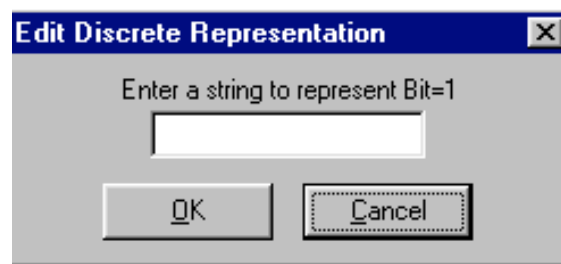 Edit Discrete Representation
Enter a string to represent Bit=1
OK
Cancel